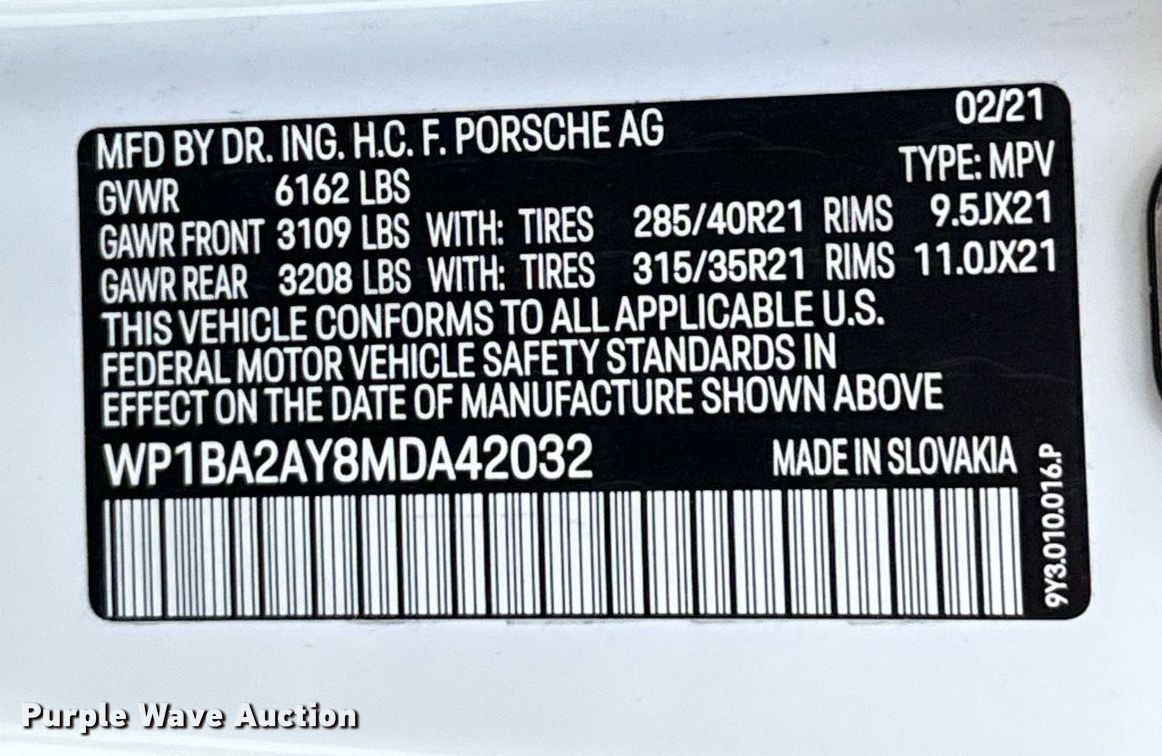 MFD BY DR. ING. H.C. F. PORSCHE AG 02/21
GVWR 6162 LBS TYPE: MPV
GAWR FRONT 3109 LBS WITH: TIRES 285/40R21 RIMS 9.5JX21
GAWR REAR 3208 LBS WITH: TIRES 315/35R21 RIMS 11.0JX21
THIS VEHICLE CONFORMS TO ALL APPLICABLE U.S.
FEDERAL MOTOR VEHICLE SAFETY STANDARDS IN
EFFECT ON THE DATE OF MANUFACTURE SHOWN ABOVE
WP1BA2AY8MDA42032 MADE IN SLOVAKIA
9Y3.010.016.P
Purple Wave Auction